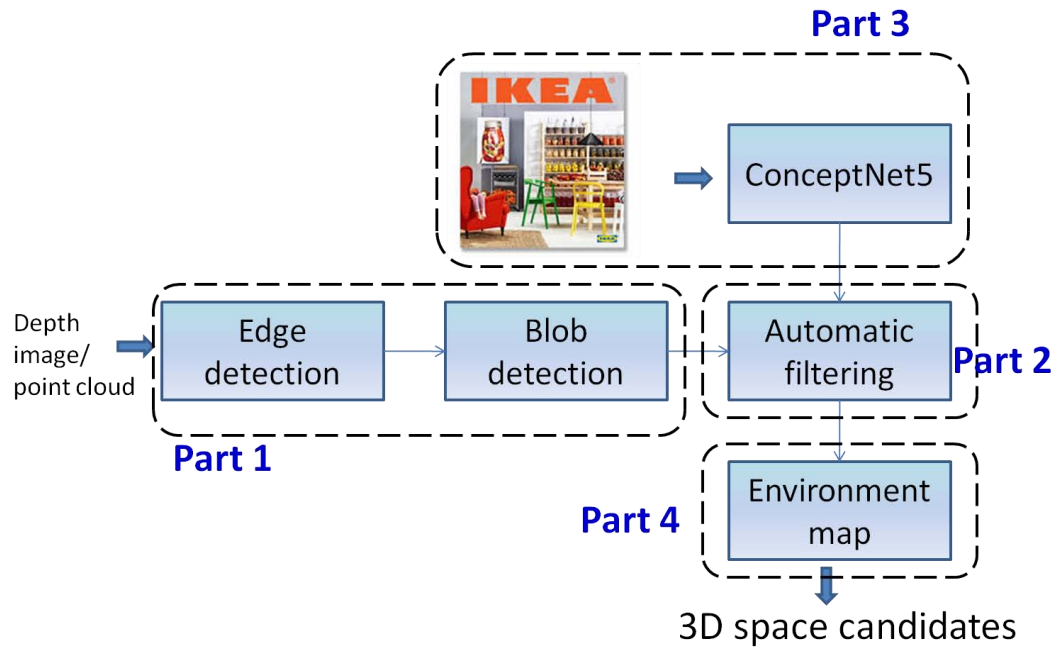 Part 3
IKEA
ConceptNet5
Depth
image/
point cloud
Edge
detection
Blob
detection
Automatic
filtering
Part 2
Part 1
Environment
map
Part 4
3D space candidates